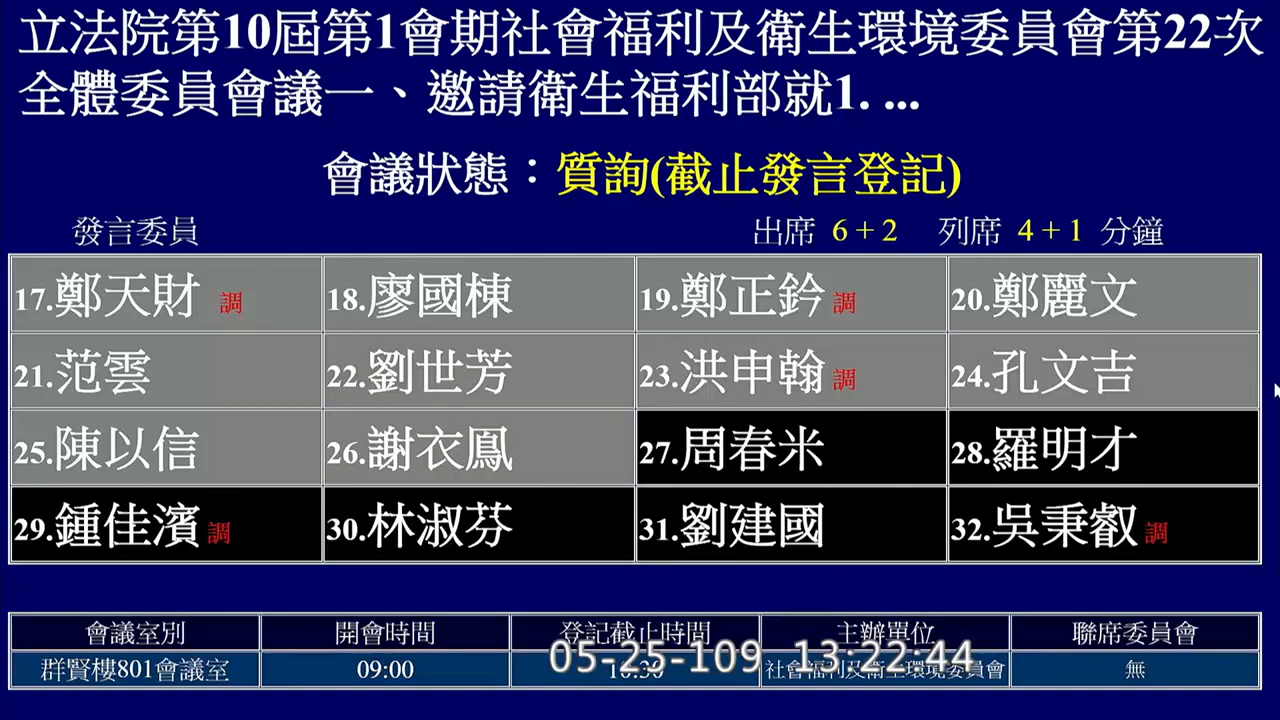 立法院第10屆第1會期社會福利及衛生環境委員會第22次
全體委員會議一、邀請衛生福利部就1. ...
會議狀態：質詢(截止發言登記)
發言委員 出席 6 + 2 列席 4 + 1 分鐘
17.鄭天財 調 18.廖國棟 19.鄭正鈐 調 20.鄭麗文
21.范雲 22.劉世芳 23.洪申翰 調 24.孔文吉
25.陳以信 26.謝衣鳳 27.周春米 28.羅明才
29.鍾佳濱 調 30.林淑芬 31.劉建國 32.吳秉叡 調
會議室別 開會時間 登記截止時間 主辦單位 聯席委員會
群賢樓801會議室 09:00 10:30 社會福利及衛生環境委員會 無
05-25-109 13:22:44